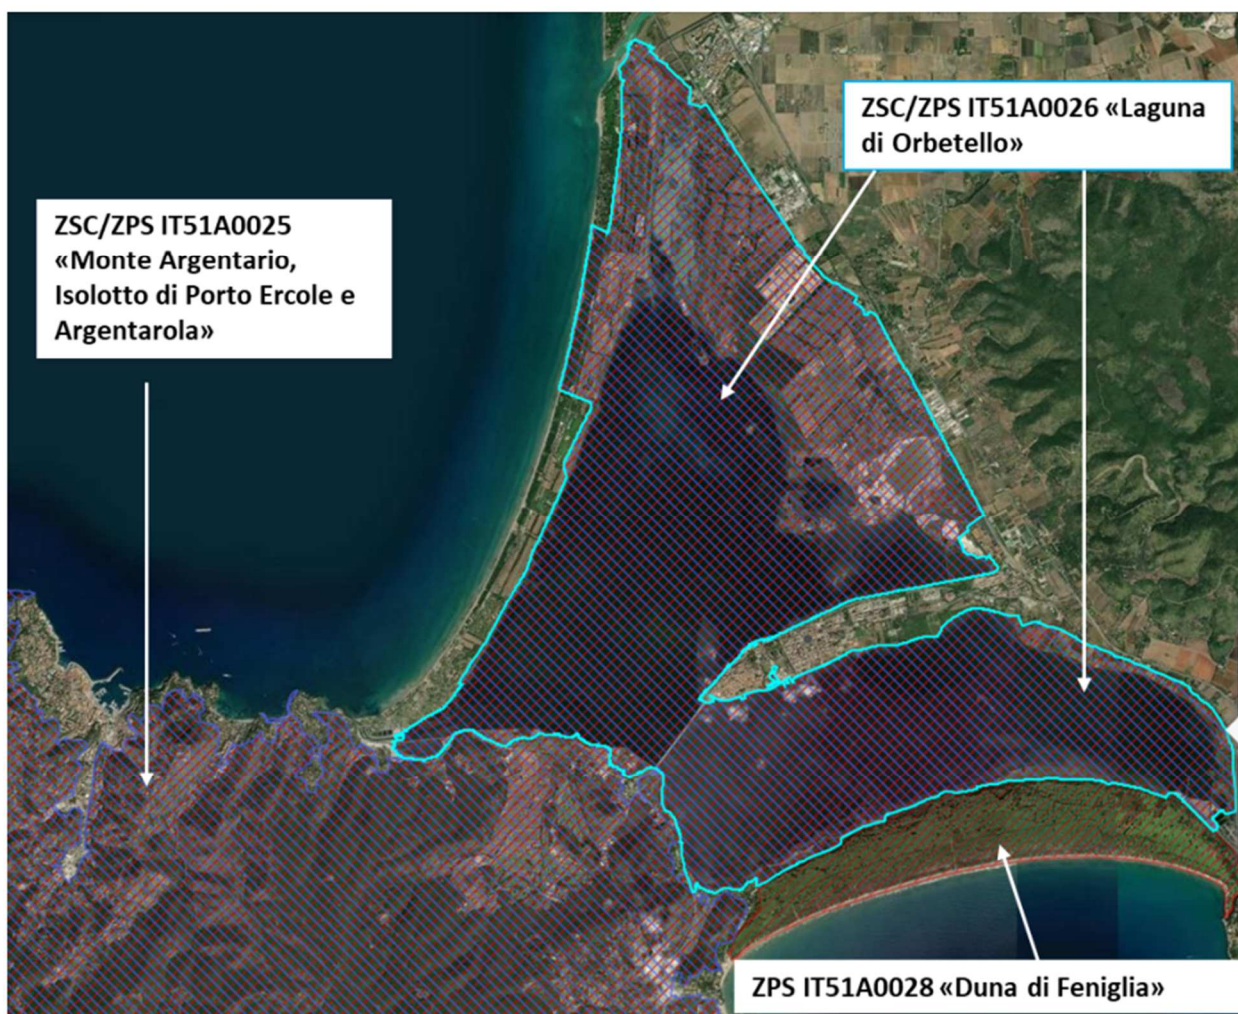 ZSC/ZPS IT51A0026 «Laguna
di Orbetello»
ZSC/ZPS IT51A0025
«Monte Argentario,
Isolotto di Porto Ercole e
Argentarola»
ZPS IT51A0028 «Duna di Feniglia»